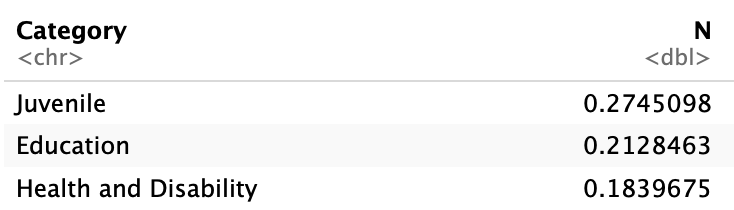 Category N
<chr> <dbl>
Juvenile 0.2745098
Education 0.2128463
Health and Disability 0.1839675